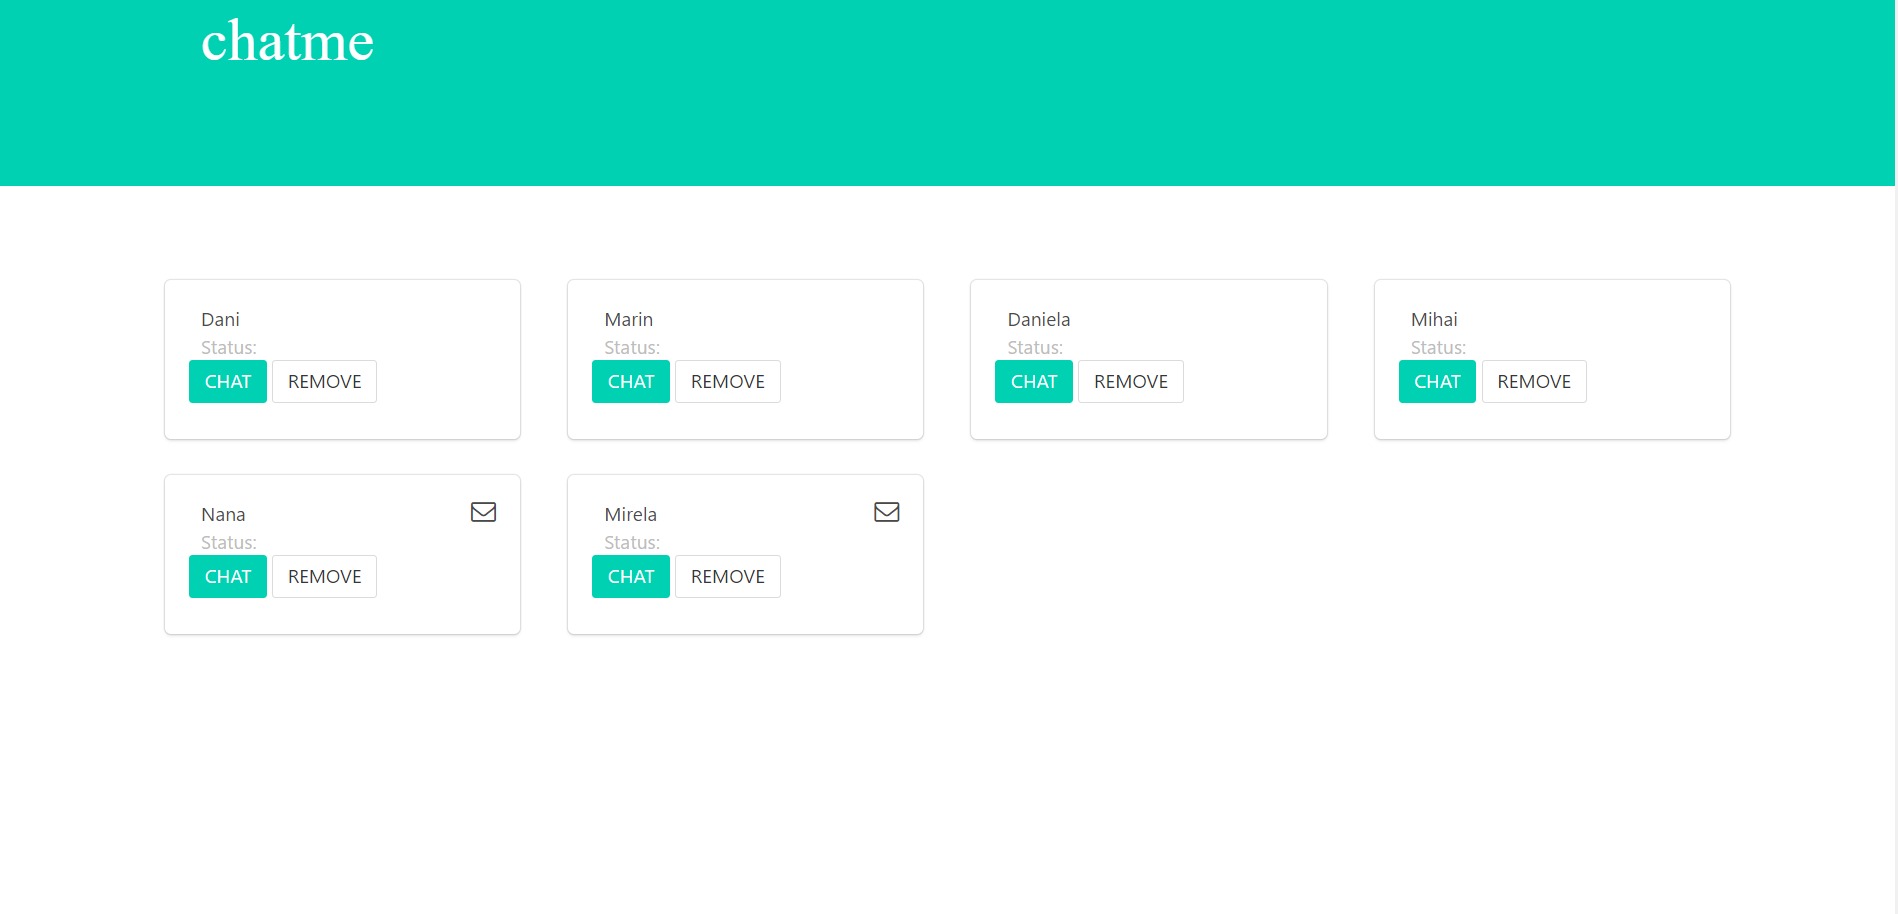 chatme
Dani
Status:
CHAT REMOVE
Marin
Status:
CHAT REMOVE
Daniela
Status:
CHAT REMOVE
Mihai
Status:
CHAT REMOVE
Nana
Status:
CHAT REMOVE
Mirela
Status:
CHAT REMOVE